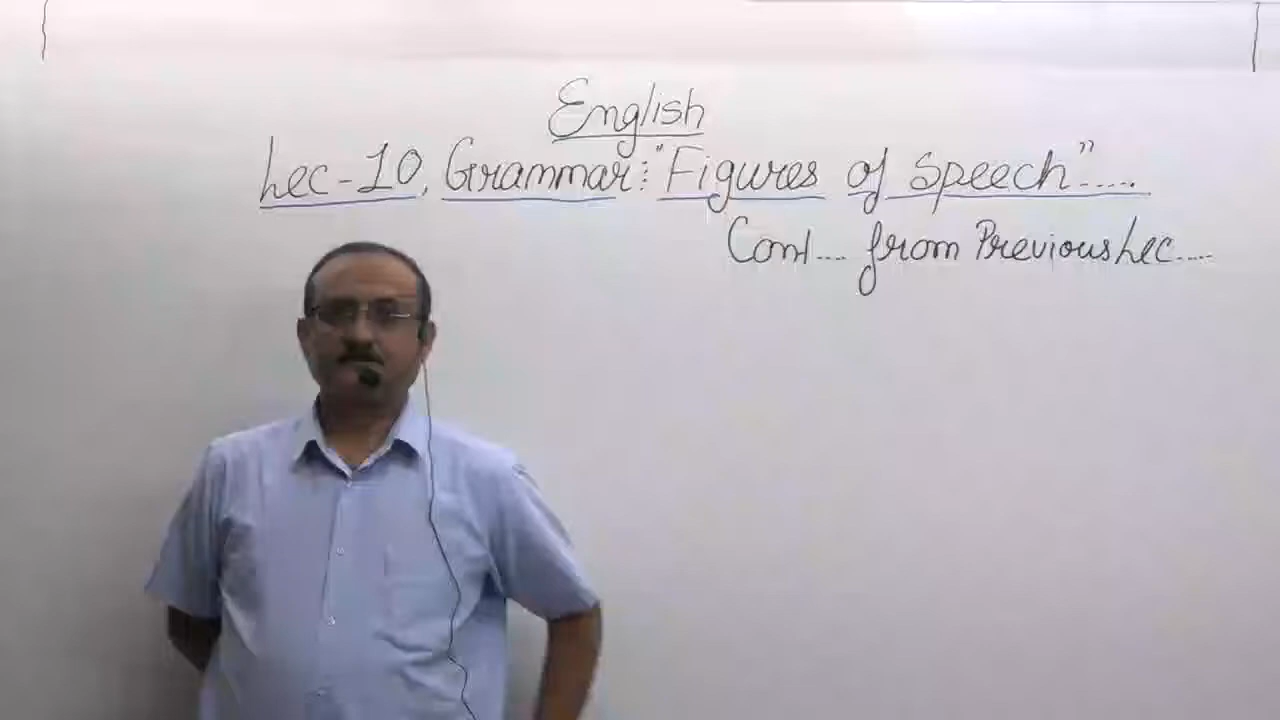 English
Lec-10, Grammar: "Figures of Speech".....
Cont.... from Previous Lec.....